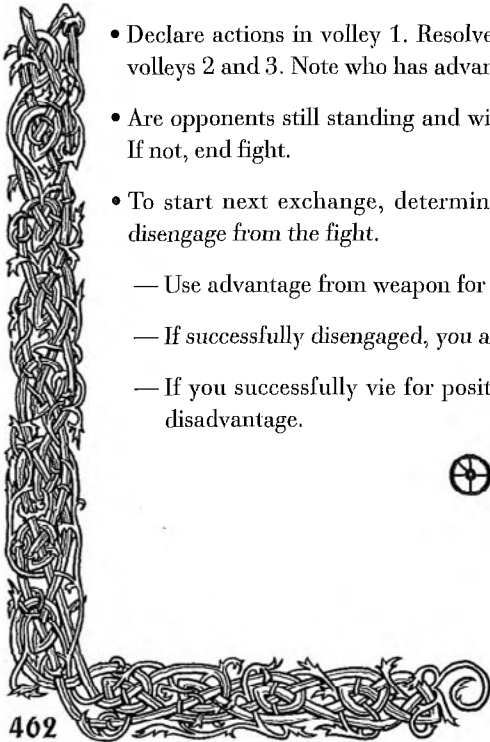 • Declare actions in volley 1. Resolve
volleys 2 and 3. Note who has advan
• Are opponents still standing and wi
If not, end fight.
• To start next exchange, determin
disengage from the fight.
— Use advantage from weapon for
— If successfully disengaged, you a
— If you successfully vie for posit
disadvantage.
462